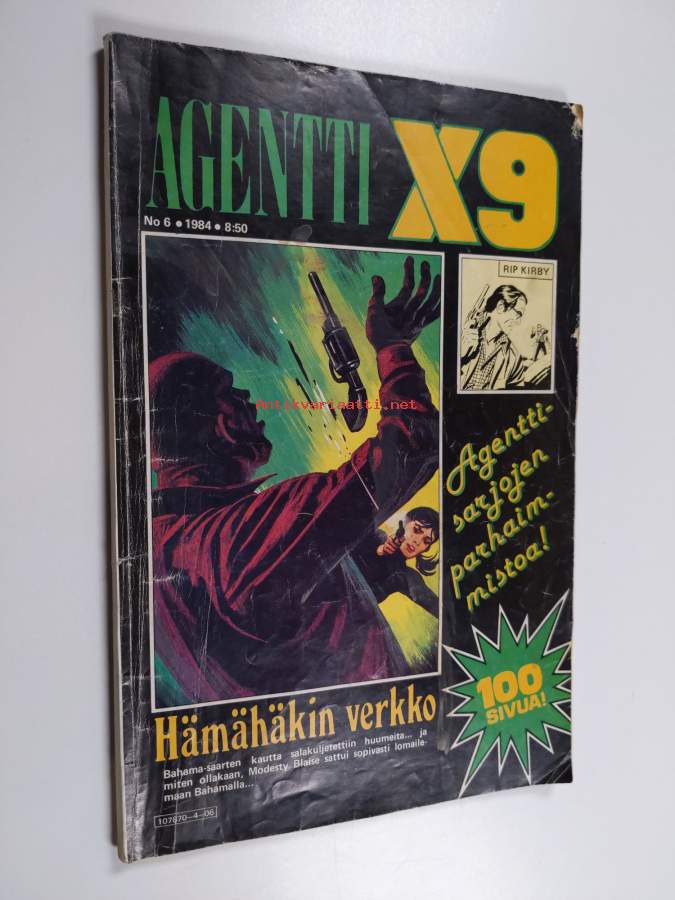 AGENTTI X9
No 6 • 1984 • 8:50
RIP KIRBY
Antikvariaatti.net
Agentti-
sarjojen
parhaim-
mistoa!
100
SIVUA!
Hämähäkin verkko
Bahama-saarten kautta salakuljetettiin huumeita... ja
miten ollakaan, Modesty Blaise sattui sopivasti lomaile-
maan Bahamalla...
107670-4-06